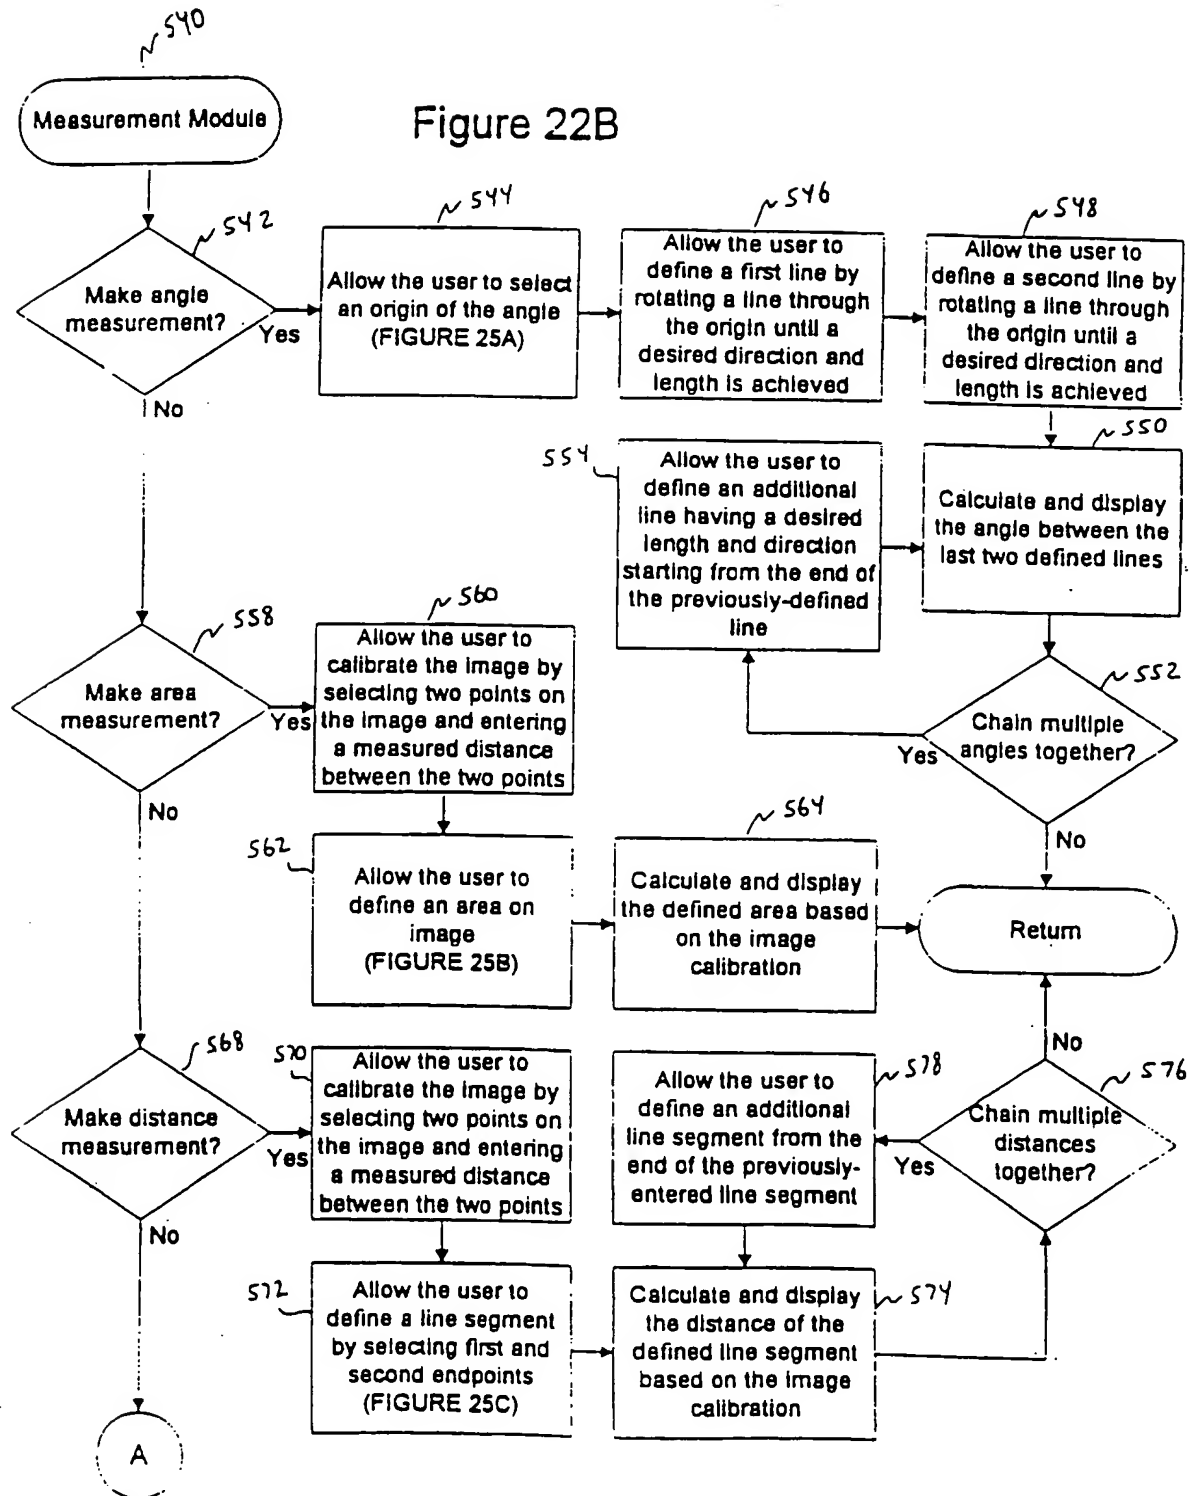 540
Measurement Module
Figure 22B
542
Make angle
measurement?
Yes
No
544
Allow the user to select
an origin of the angle
(FIGURE 25A)
546
Allow the user to
define a first line by
rotating a line through
the origin until a
desired direction and
length is achieved
548
Allow the user to
define a second line by
rotating a line through
the origin until a
desired direction and
length is achieved
550
Calculate and display
the angle between the
last two defined lines
554
Allow the user to
define an additional
line having a desired
length and direction
starting from the end of
the previously-defined
line
552
Chain multiple
angles together?
Yes
No
558
Make area
measurement?
Yes
No
560
Allow the user to
calibrate the image by
selecting two points on
the image and entering
a measured distance
between the two points
562
Allow the user to
define an area on
image
(FIGURE 25B)
564
Calculate and display
the defined area based
on the image
calibration
Return
568
Make distance
measurement?
Yes
No
570
Allow the user to
calibrate the image by
selecting two points on
the image and entering
a measured distance
between the two points
578
Allow the user to
define an additional
line segment from the
end of the previously-
entered line segment
576
Chain multiple
distances
together?
Yes
No
572
Allow the user to
define a line segment
by selecting first and
second endpoints
(FIGURE 25C)
574
Calculate and display
the distance of the
defined line segment
based on the image
calibration
A